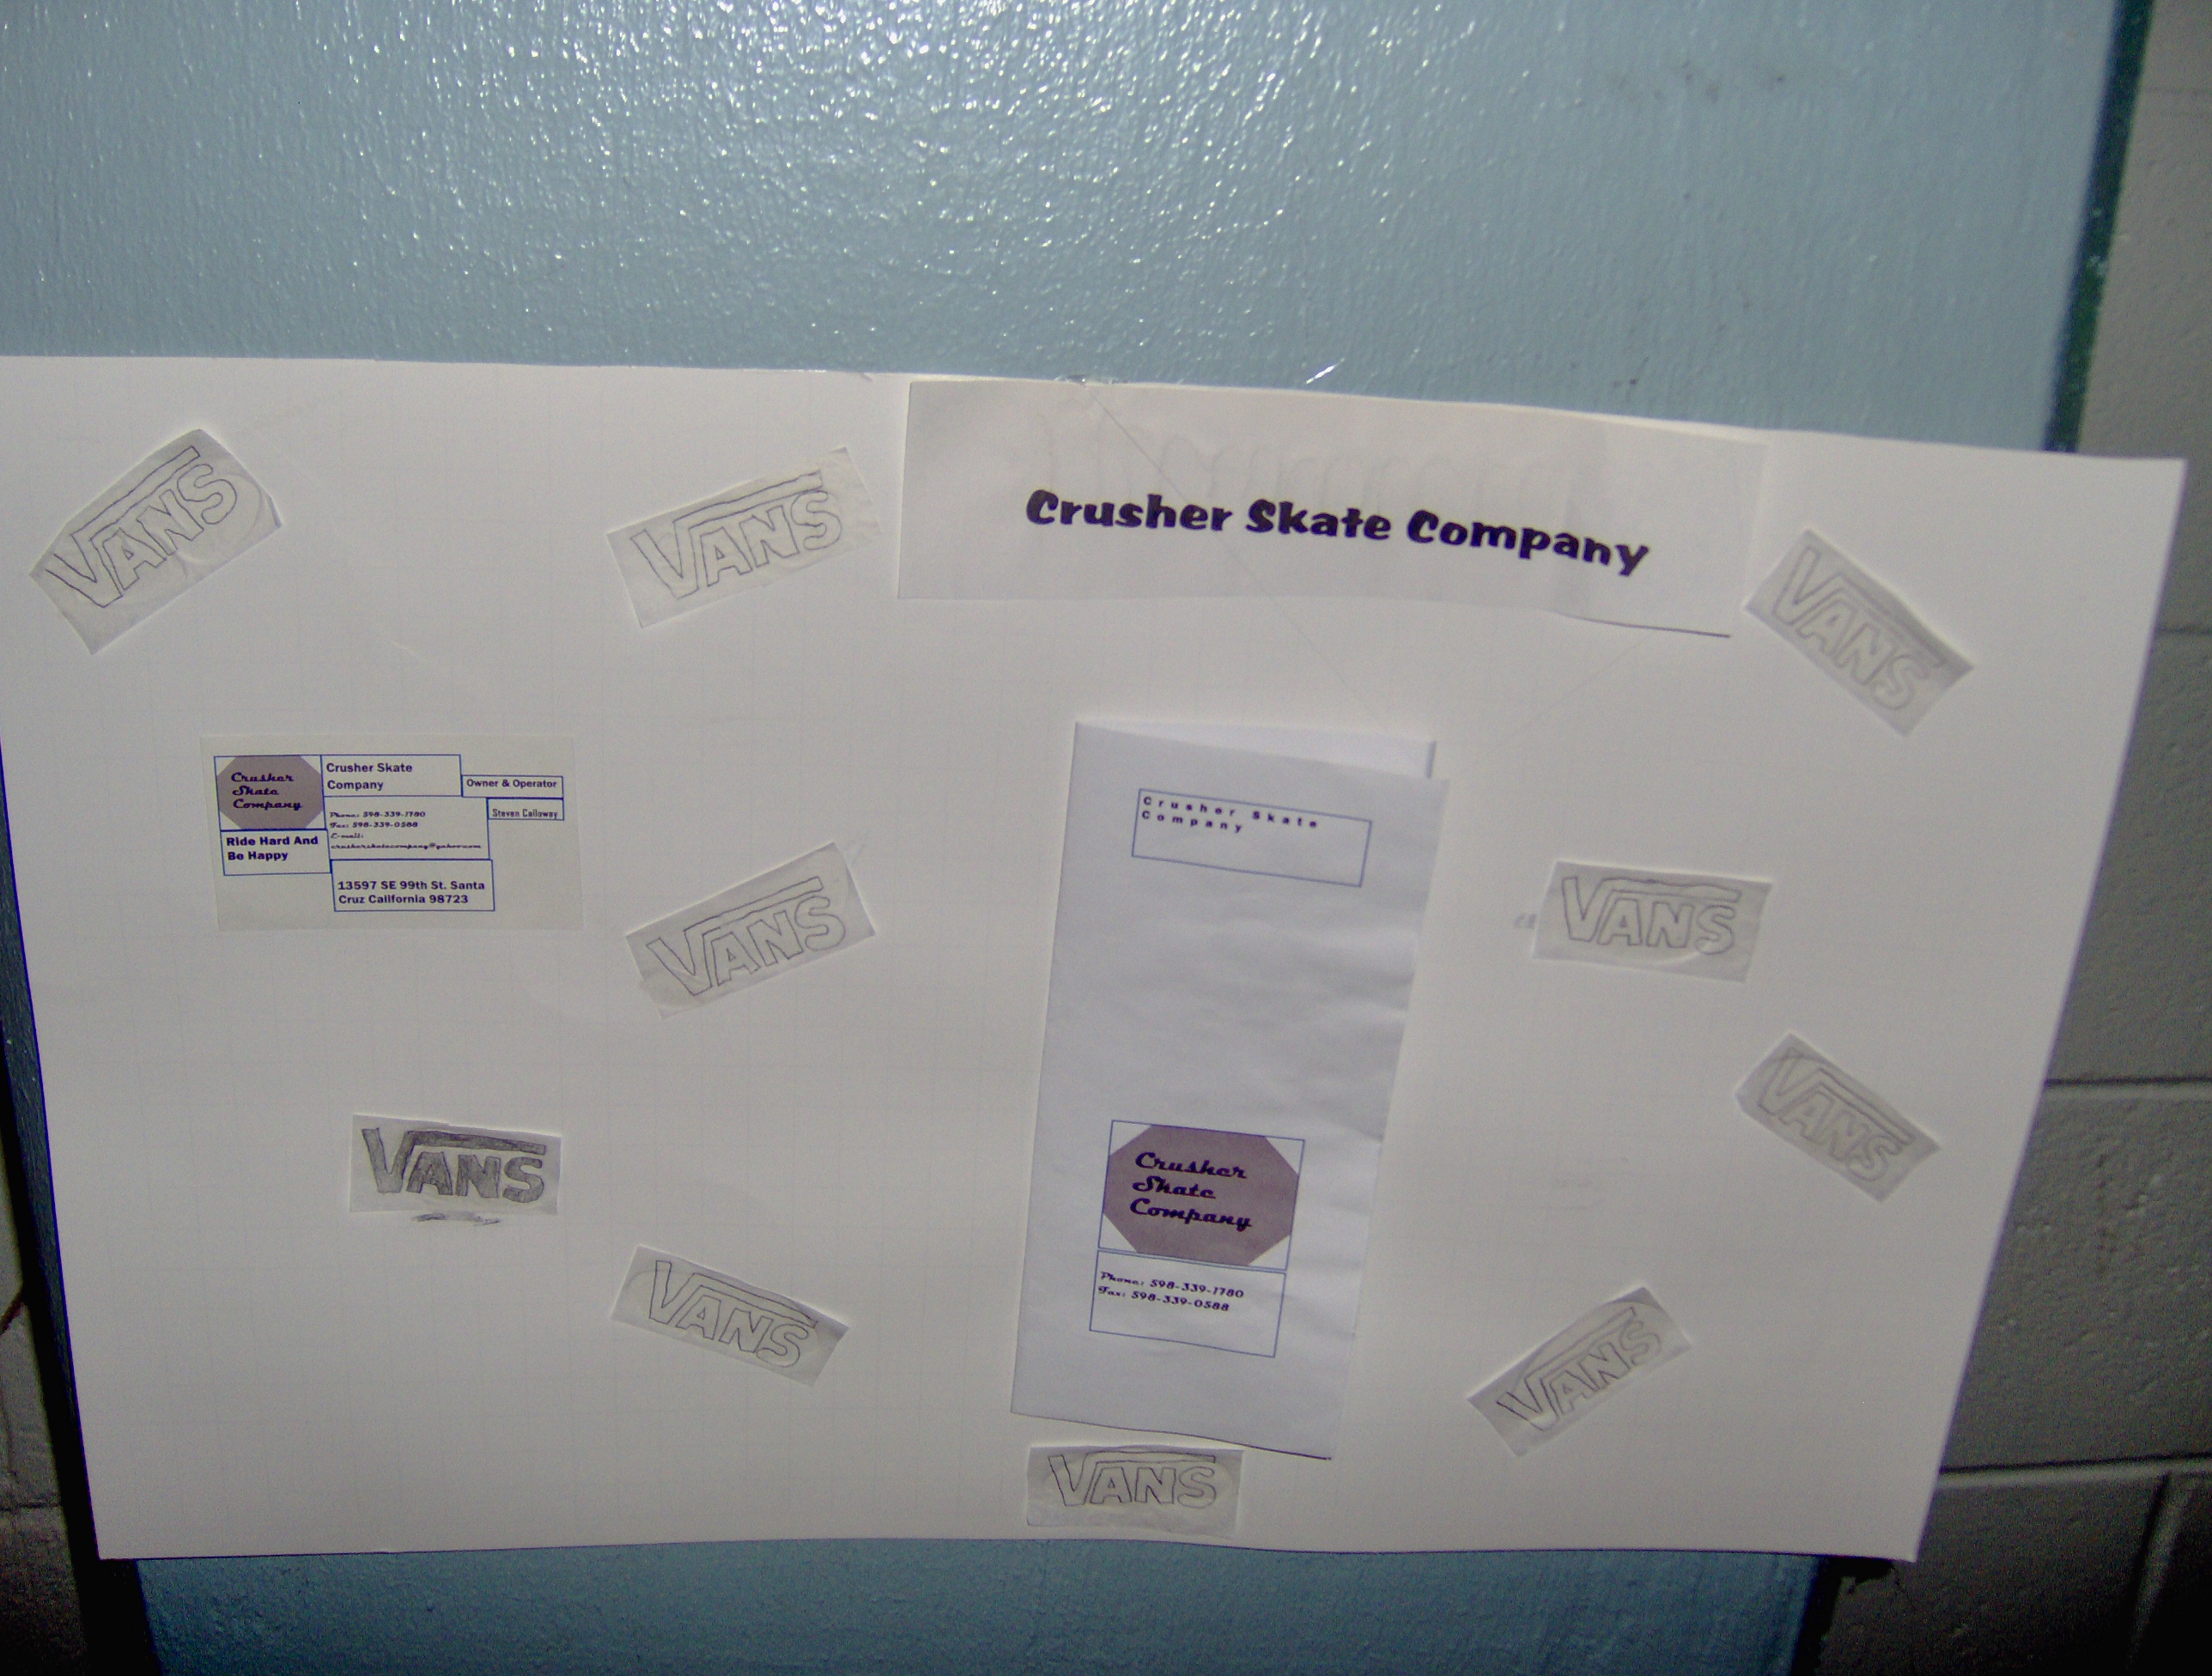 VANS
VANS
Crusher Skate Company
VANS
Crusher
Skate
Company
Crusher Skate
Company
Owner & Operator
Steven Calloway
Phone: 598-339-1780
Fax: 598-339-0588
E-mail:
crusherskatecompany@yahoo.com
Ride Hard And
Be Happy
13597 SE 99th St. Santa
Cruz California 98723
Crusher Skate
Company
VANS
VANS
VANS
VANS
Crusher
Skate
Company
Phone: 598-339-1780
Fax: 598-339-0588
VANS
VANS
VANS